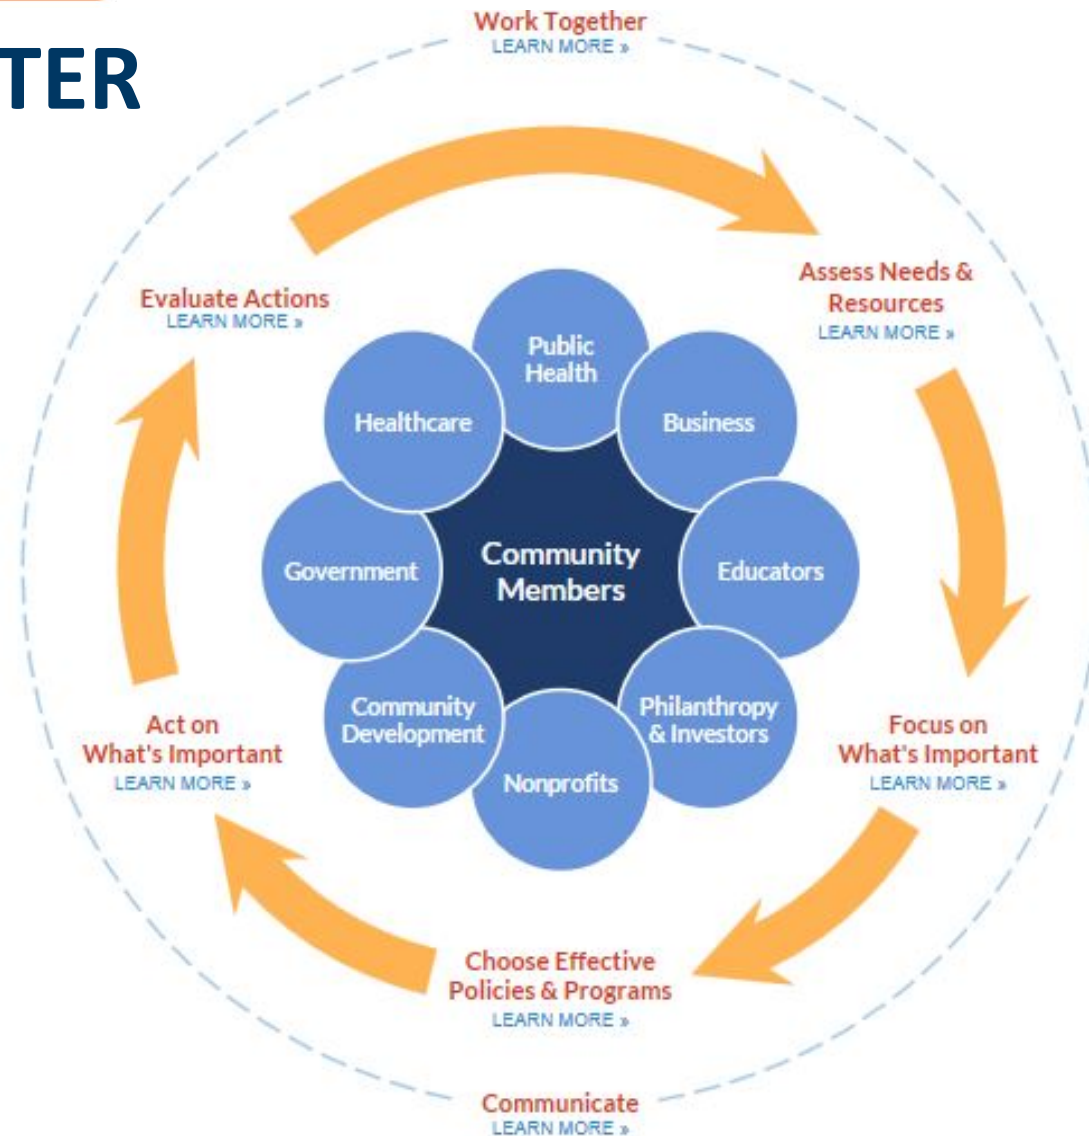 TER
Work Together
LEARN MORE »
Assess Needs &
Resources
LEARN MORE »
Focus on
What's Important
LEARN MORE »
Choose Effective
Policies & Programs
LEARN MORE »
Act on
What's Important
LEARN MORE »
Evaluate Actions
LEARN MORE »
Communicate
LEARN MORE »
Public
Health
Business
Educators
Philanthropy
& Investors
Nonprofits
Community
Development
Government
Healthcare
Community
Members